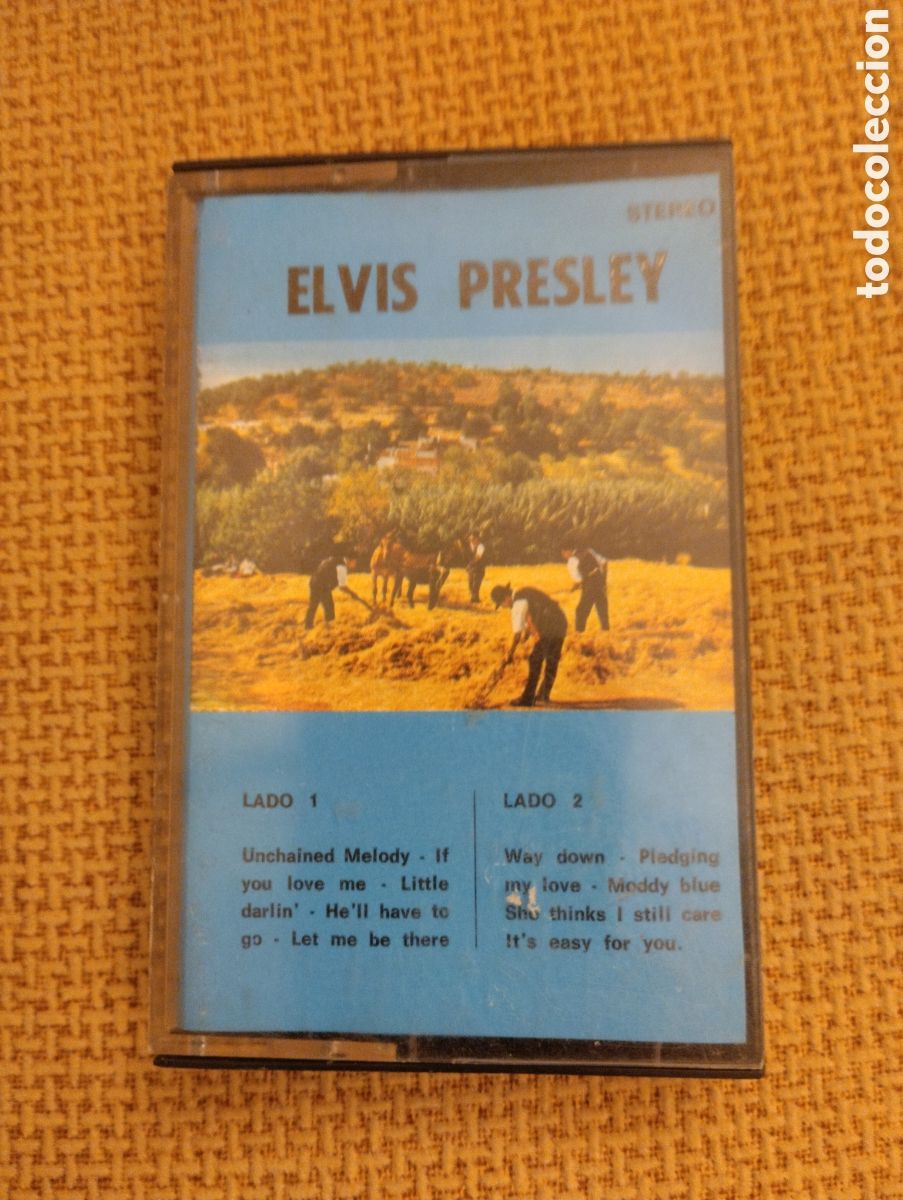 todocoleccion
STEREO
ELVIS PRESLEY
LADO 1
Unchained Melody - If
you love me - Little
darlin' - He'll have to
go - Let me be there
LADO 2
Way down - Pledging
my love - Moddy blue
She thinks I still care
It's easy for you.